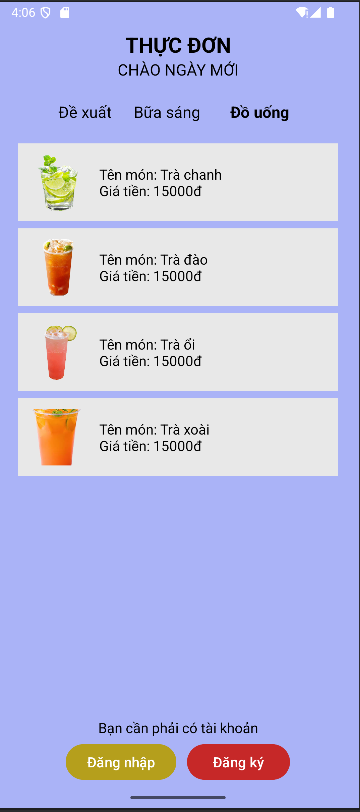 4:06
THỰC ĐƠN
CHÀO NGÀY MỚI
Đề xuất Bữa sáng Đồ uống
Tên món: Trà chanh
Giá tiền: 15000đ
Tên món: Trà đào
Giá tiền: 15000đ
Tên món: Trà ổi
Giá tiền: 15000đ
Tên món: Trà xoài
Giá tiền: 15000đ
Bạn cần phải có tài khoản
Đăng nhập Đăng ký